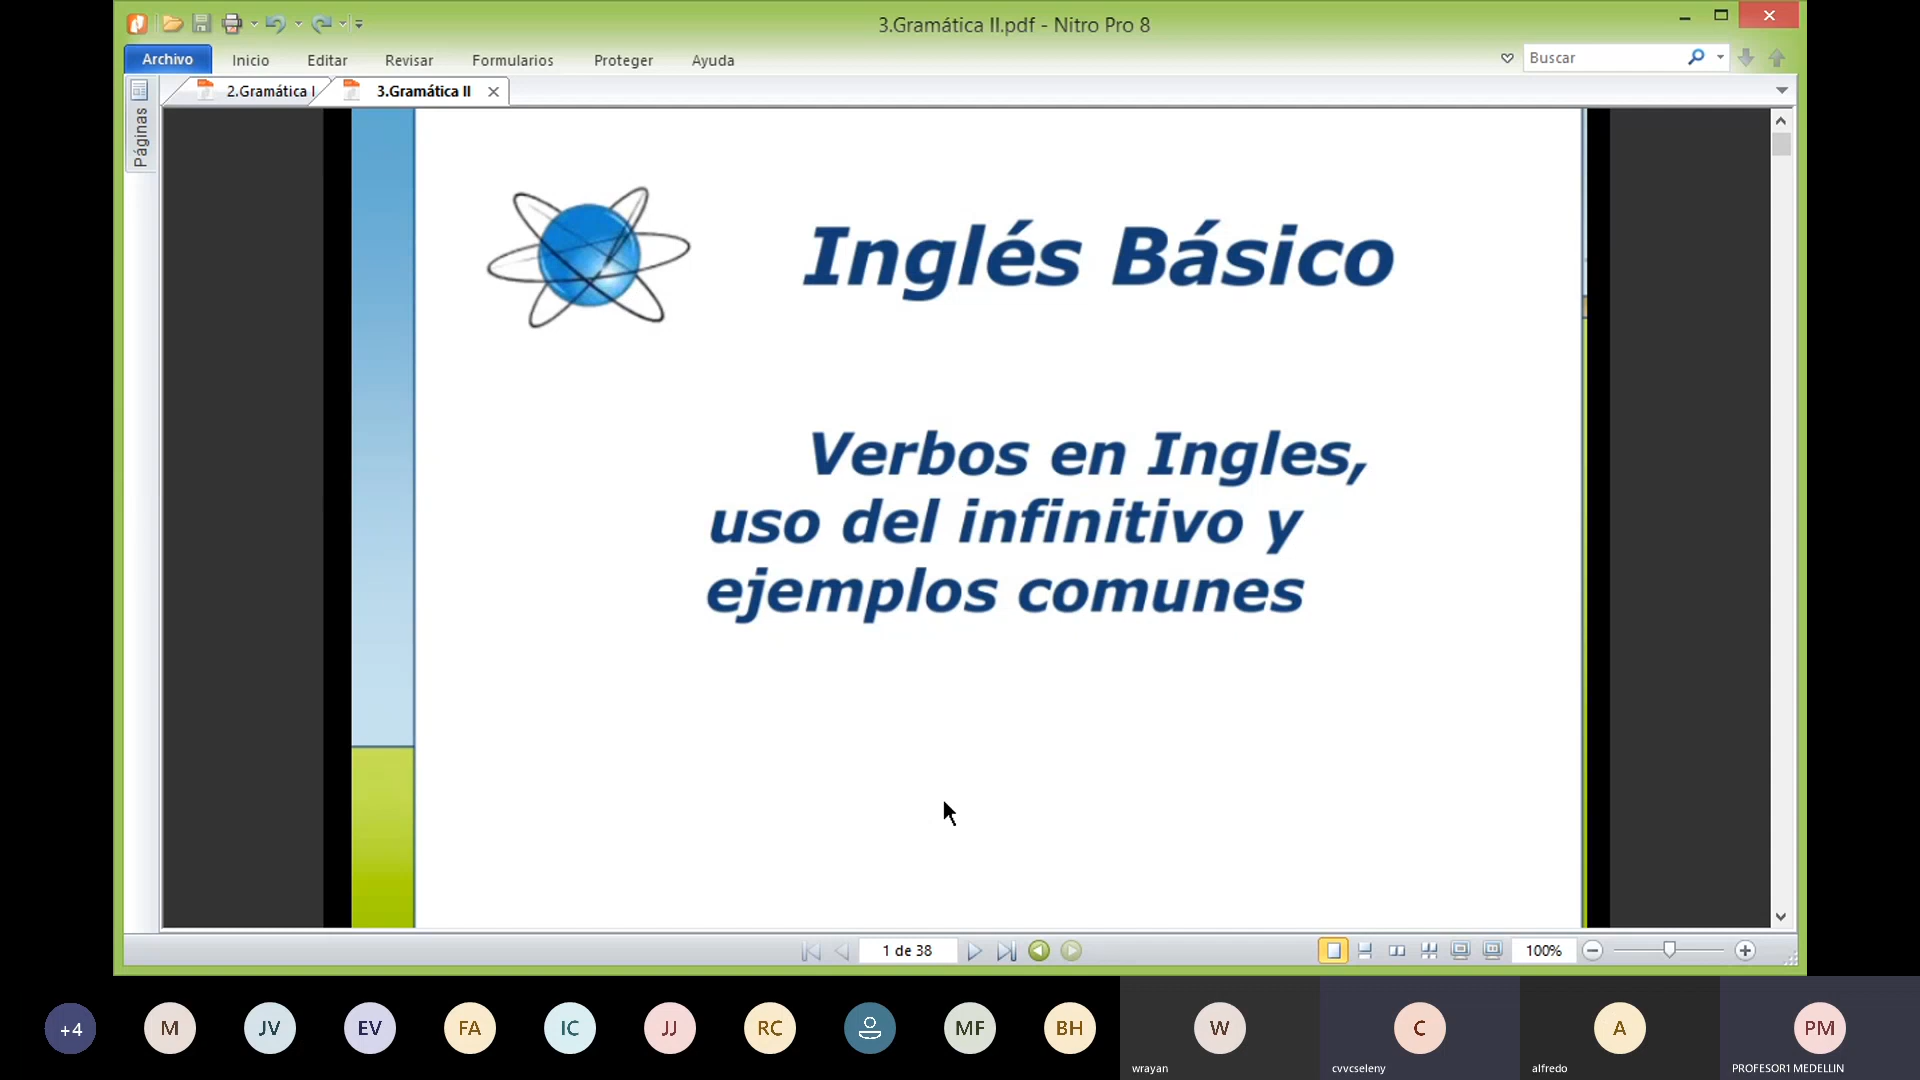 3.Gramática II.pdf - Nitro Pro 8
Archivo Inicio Editar Revisar Formularios Proteger Ayuda
Buscar
2.Gramática I 3.Gramática II
Páginas
Inglés Básico
Verbos en Ingles,
uso del infinitivo y
ejemplos comunes
1 de 38
100%
+4 M JV EV FA IC JJ RC MF BH W C A PM
wrayan cvvcseleny alfredo PROFESOR1 MEDELLIN